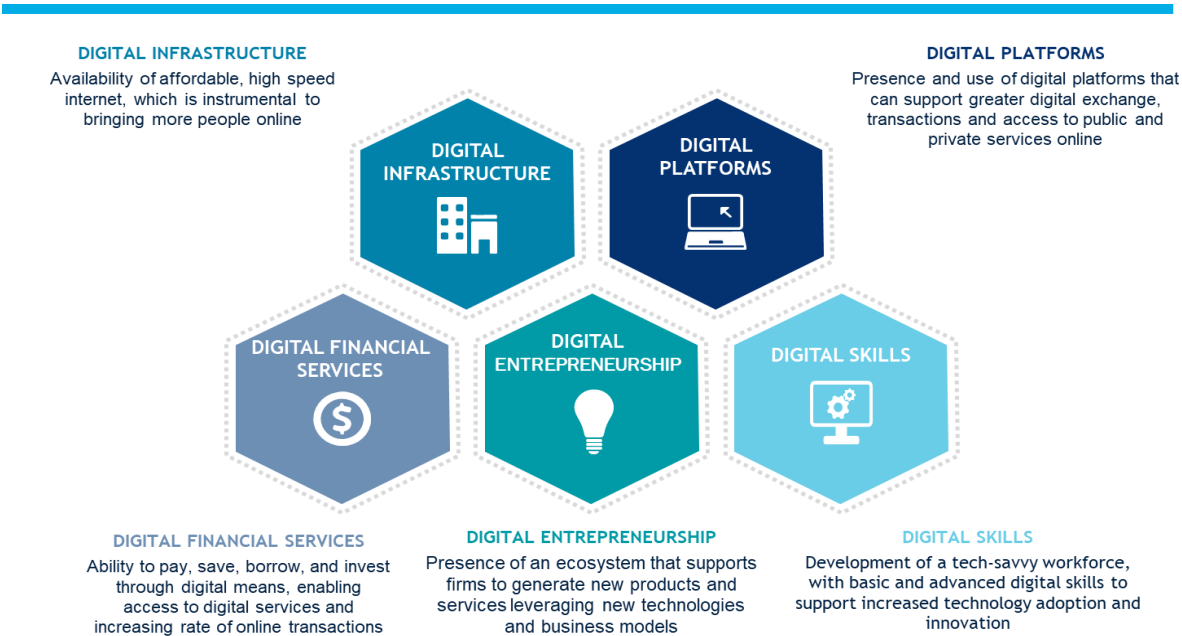 DIGITAL INFRASTRUCTURE
Availability of affordable, high speed
internet, which is instrumental to
bringing more people online
DIGITAL PLATFORMS
Presence and use of digital platforms that
can support greater digital exchange,
transactions and access to public and
private services online
DIGITAL
INFRASTRUCTURE
DIGITAL
PLATFORMS
DIGITAL FINANCIAL
SERVICES
$
DIGITAL
ENTREPRENEURSHIP
DIGITAL SKILLS
DIGITAL FINANCIAL SERVICES
Ability to pay, save, borrow, and invest
through digital means, enabling
access to digital services and
increasing rate of online transactions
DIGITAL ENTREPRENEURSHIP
Presence of an ecosystem that supports
firms to generate new products and
services leveraging new technologies
and business models
DIGITAL SKILLS
Development of a tech-savvy workforce,
with basic and advanced digital skills to
support increased technology adoption and
innovation